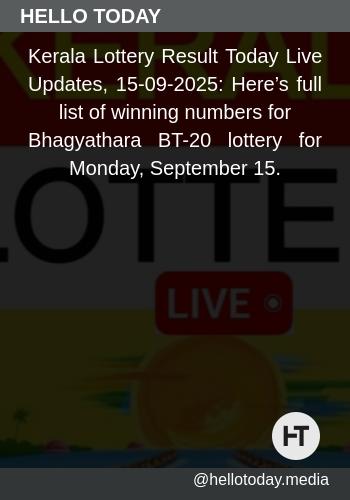 HELLO TODAY
KERAL
Kerala Lottery Result Today Live
Updates, 15-09-2025: Here’s full
list of winning numbers for
Bhagyathara BT-20 lottery for
Monday, September 15.
LOTTE
LIVE
HT
@hellotoday.media